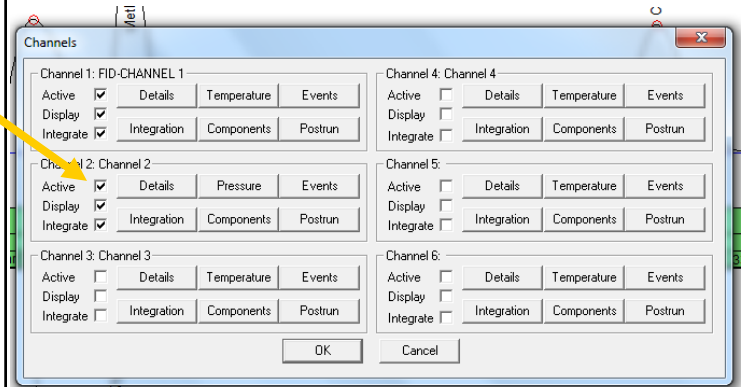 Metl
C
Channels
Channel 1: FID-CHANNEL 1
Active Details Temperature Events
Display
Integrate Integration Components Postrun
Channel 2: Channel 2
Active Details Pressure Events
Display
Integrate Integration Components Postrun
Channel 3: Channel 3
Active Details Temperature Events
Display
Integrate Integration Components Postrun
Channel 4: Channel 4
Active Details Temperature Events
Display
Integrate Integration Components Postrun
Channel 5:
Active Details Temperature Events
Display
Integrate Integration Components Postrun
Channel 6:
Active Details Temperature Events
Display
Integrate Integration Components Postrun
OK Cancel